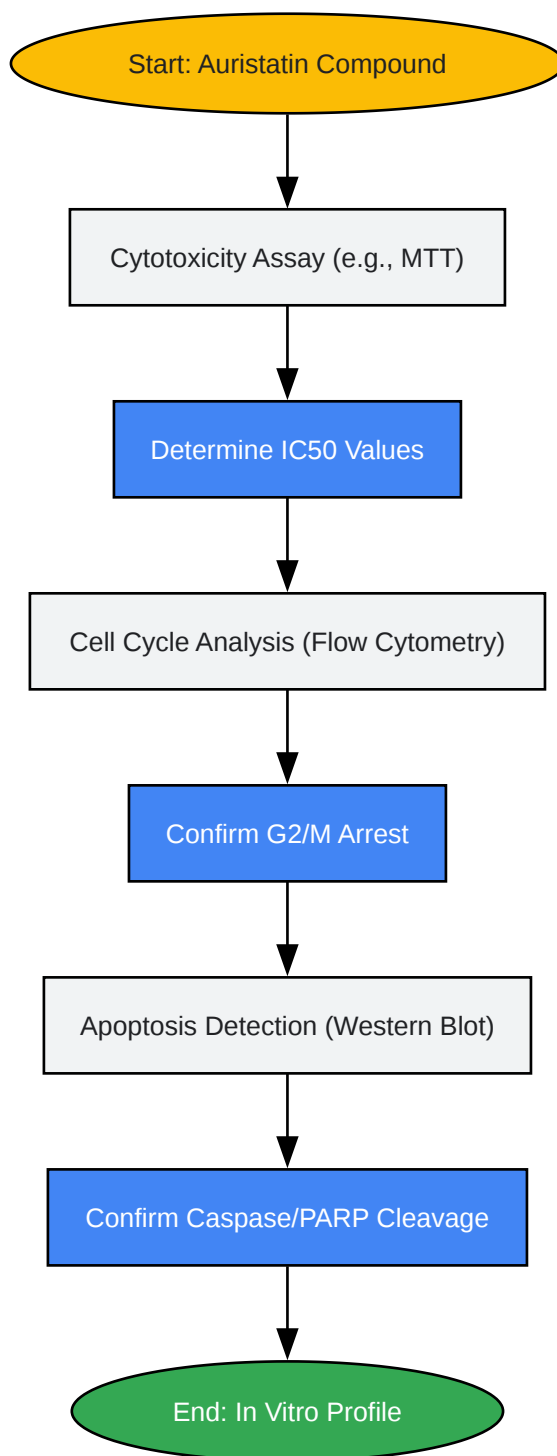 Start: Auristatin Compound
Cytotoxicity Assay (e.g., MTT)
Determine IC50 Values
Cell Cycle Analysis (Flow Cytometry)
Confirm G2/M Arrest
Apoptosis Detection (Western Blot)
Confirm Caspase/PARP Cleavage
End: In Vitro Profile